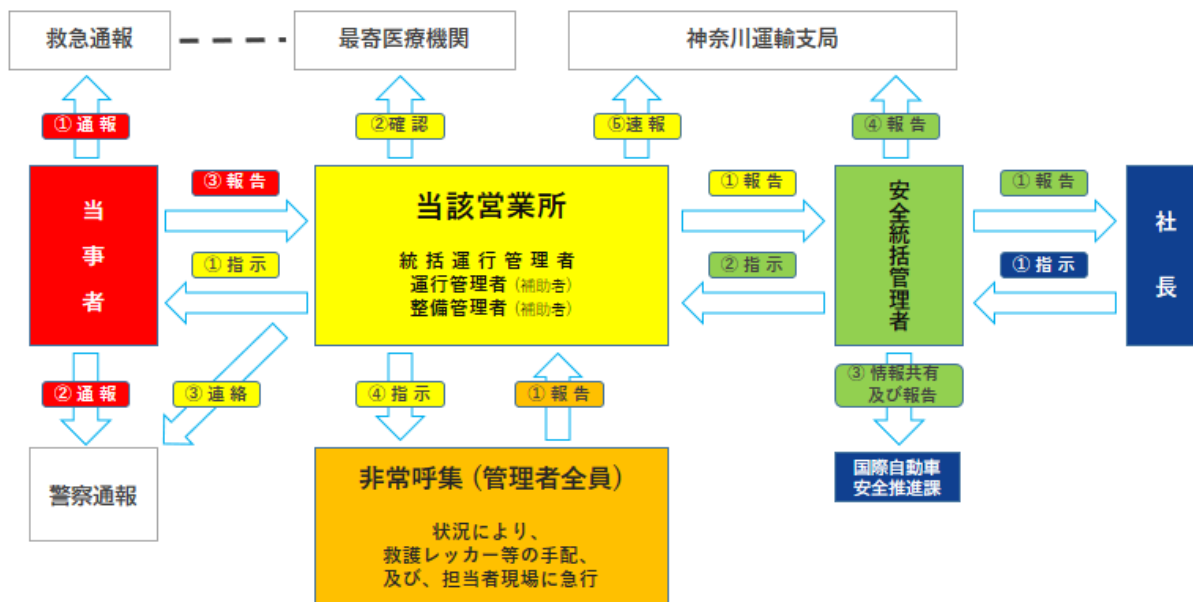 救急通報
最寄医療機関
神奈川運輸支局
①通報
②確認
⑤速報
④報告
当事者
③報告
①指示
当該営業所
統括運行管理者
運行管理者(補助者)
整備管理者(補助者)
①報告
②指示
安全統括管理者
①報告
①指示
社長
②通報
③連絡
④指示
①報告
③情報共有
及び報告
警察通報
非常呼集(管理者全員)
状況により、
救護レッカー等の手配、
及び、担当者現場に急行
国際自動車
安全推進課